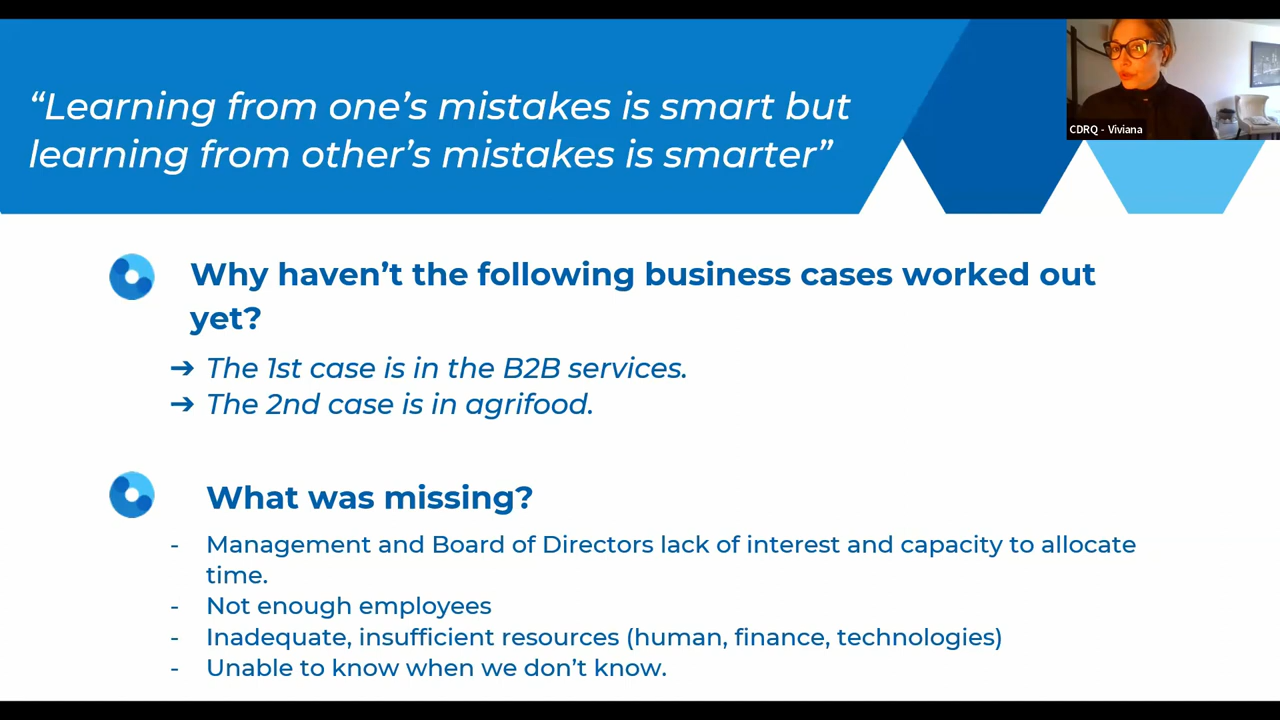 “Learning from one’s mistakes is smart but
learning from other’s mistakes is smarter”
CDRQ - Viviana
Why haven’t the following business cases worked out
yet?
➔ The 1st case is in the B2B services.
➔ The 2nd case is in agrifood.
What was missing?
- Management and Board of Directors lack of interest and capacity to allocate
time.
- Not enough employees
- Inadequate, insufficient resources (human, finance, technologies)
- Unable to know when we don’t know.